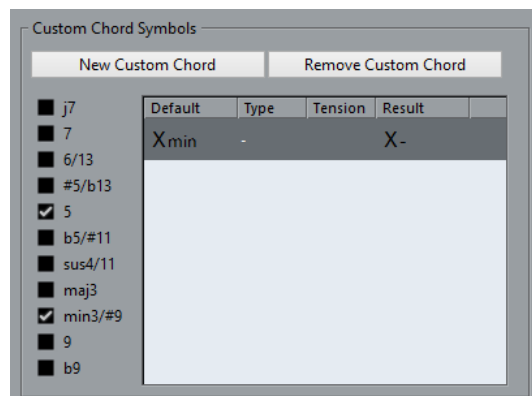 Custom Chord Symbols
New Custom Chord Remove Custom Chord
j7
7
6/13
#5/b13
5
b5/#11
sus4/11
maj3
min3/#9
9
b9
Default Type Tension Result
Xmin - X-